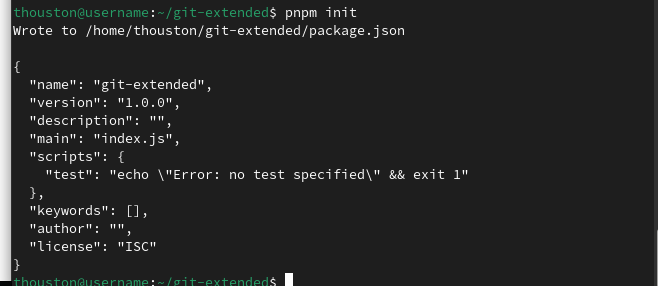 thouston@username:~/git-extended$ pnpm init
Wrote to /home/thouston/git-extended/package.json

{
  "name": "git-extended",
  "version": "1.0.0",
  "description": "",
  "main": "index.js",
  "scripts": {
    "test": "echo \"Error: no test specified\" && exit 1"
  },
  "keywords": [],
  "author": "",
  "license": "ISC"
}
thouston@username:~/git-extended$